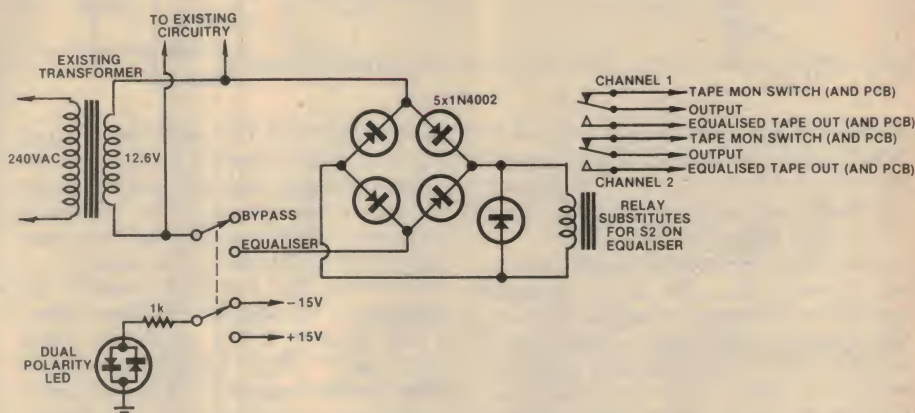 TO EXISTING
CIRCUITRY
EXISTING
TRANSFORMER
240VAC
12.6V
5x1N4002
CHANNEL 1
TAPE MON SWITCH (AND PCB)
OUTPUT
EQUALISED TAPE OUT (AND PCB)
TAPE MON SWITCH (AND PCB)
OUTPUT
EQUALISED TAPE OUT (AND PCB)
CHANNEL 2
RELAY
SUBSTITUTES
FOR S2 ON
EQUALISER
BYPASS
EQUALISER
1k
-15V
+15V
DUAL
POLARITY
LED